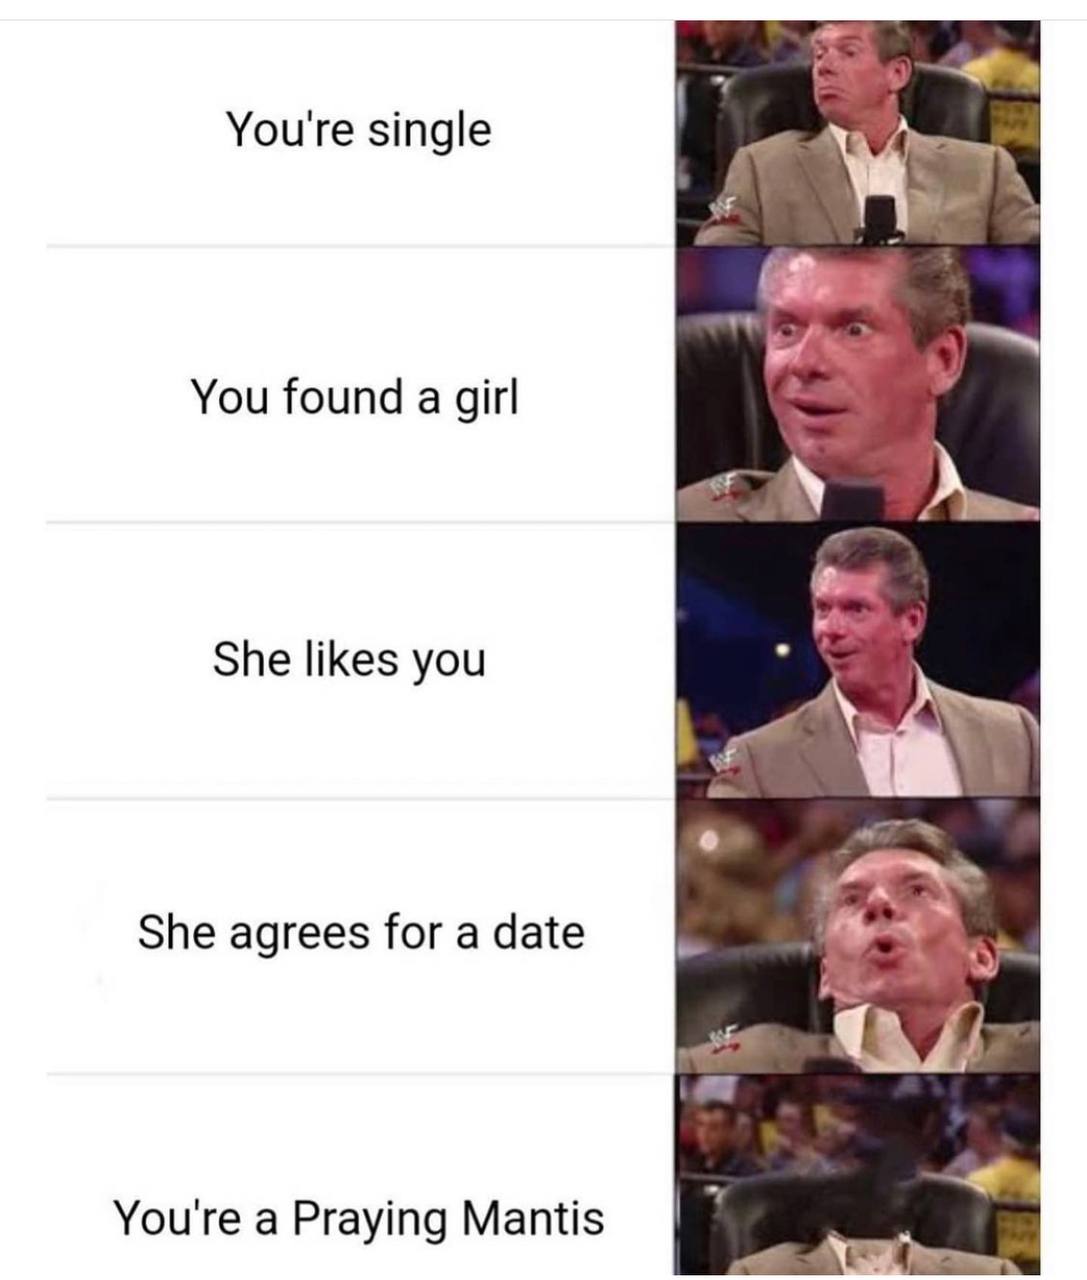 You're single
You found a girl
She likes you
She agrees for a date
You're a Praying Mantis